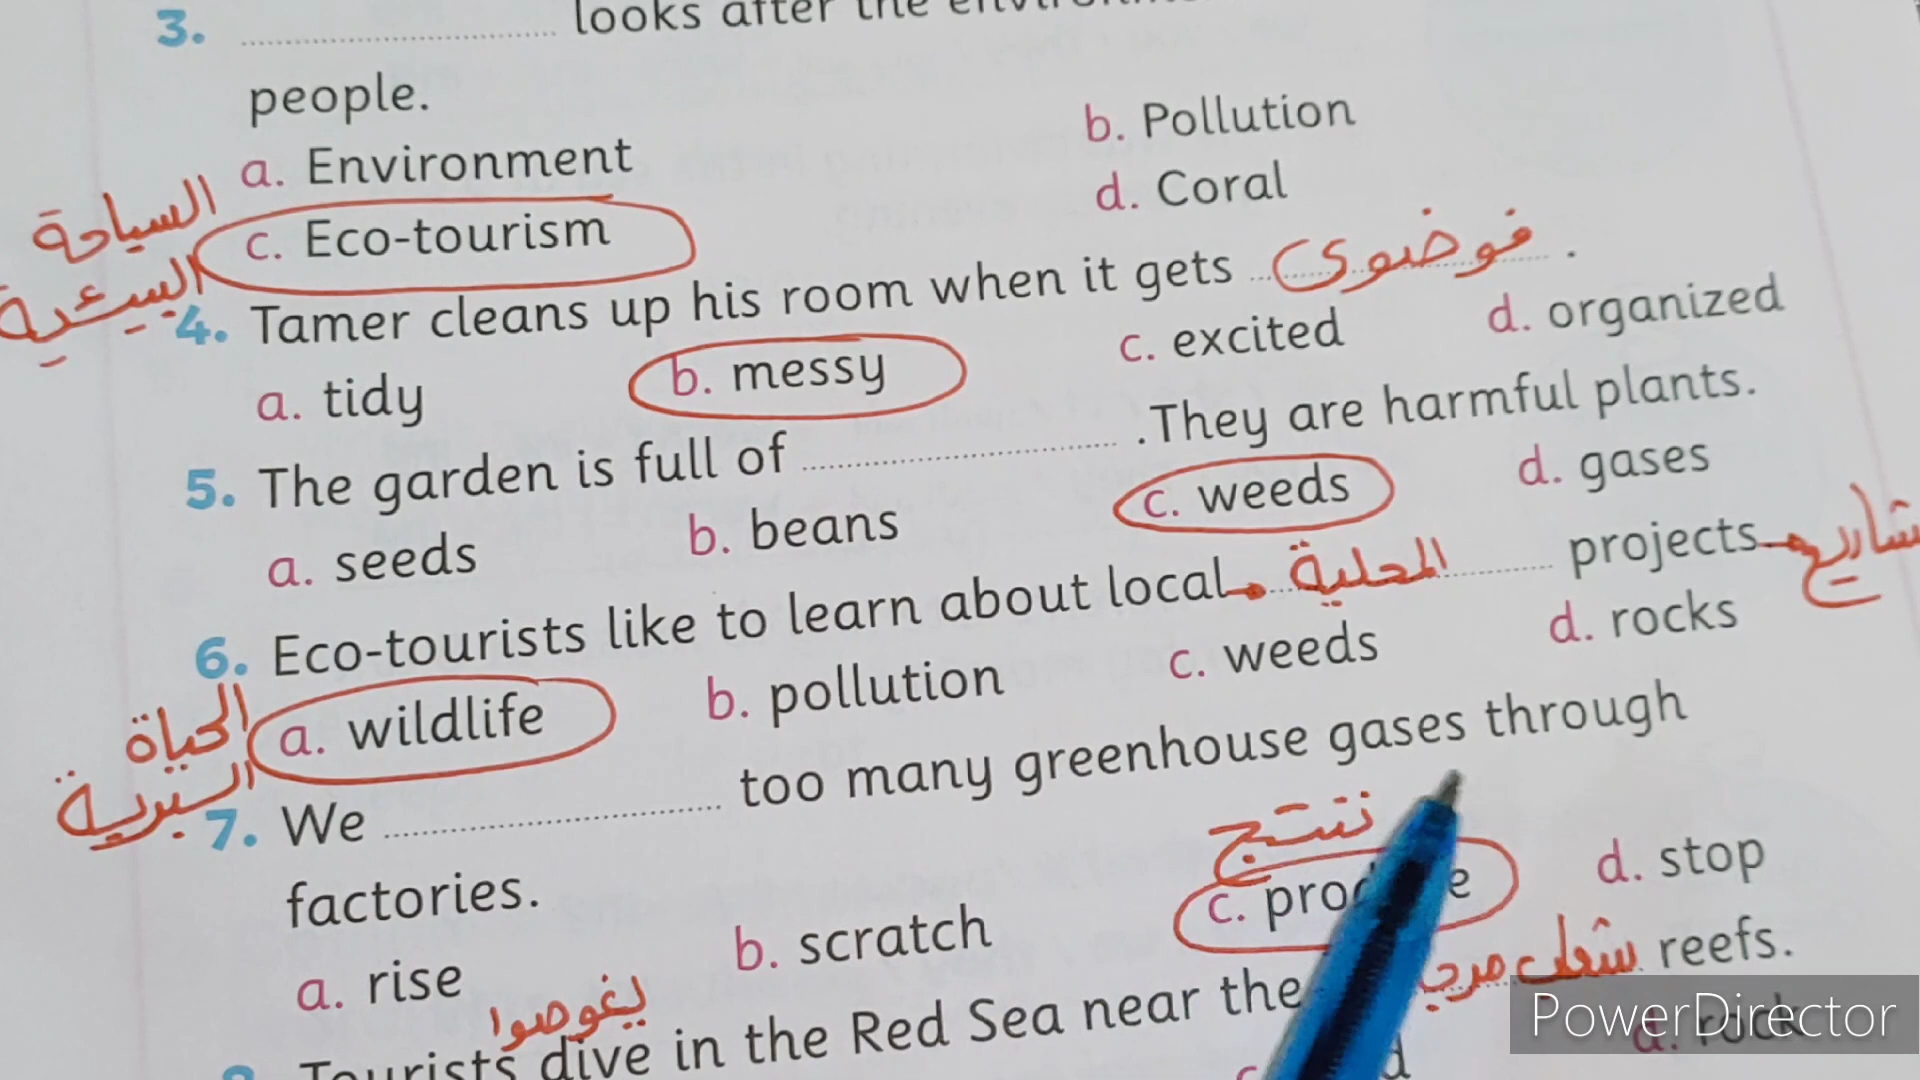 3. .......... looks after the
people.
a. Environment b. Pollution
السياحة c. Eco-tourism d. Coral
البيئية
4. Tamer cleans up his room when it gets فوضوى .
a. tidy b. messy c. excited d. organized
5. The garden is full of .......... .They are harmful plants.
a. seeds b. beans c. weeds d. gases
6. Eco-tourists like to learn about local المحلية projects
الحياة a. wildlife b. pollution c. weeds d. rocks
البرية
7. We .......... too many greenhouse gases through
factories. ننتج
a. rise b. scratch c. d. stop
يغوصوا
Tourists dive in the Red Sea near the شعاب reefs.
PowerDirector